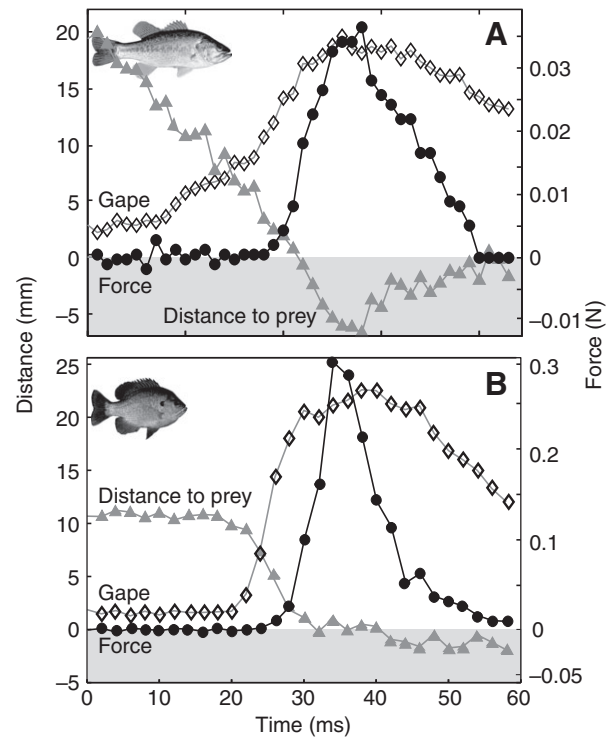 A
20
15
10
5
0
–5
0.03
0.02
0.01
0
–0.01
Gape
Force
Distance to prey
B
25
20
15
10
5
0
–5
0.3
0.2
0.1
0
–0.05
Distance to prey
Gape
Force
0
10
20
30
40
50
60
Time (ms)
Distance (mm)
Force (N)